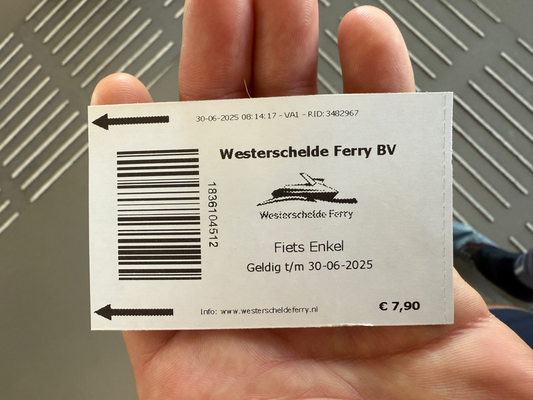 30-06-2025 08:14:17 - VA1 - RID: 3482967
Westerschelde Ferry BV
Westerschelde Ferry
1836104512
Fiets Enkel
Geldig t/m 30-06-2025
€ 7,90
Info: www.westerscheldeferry.nl